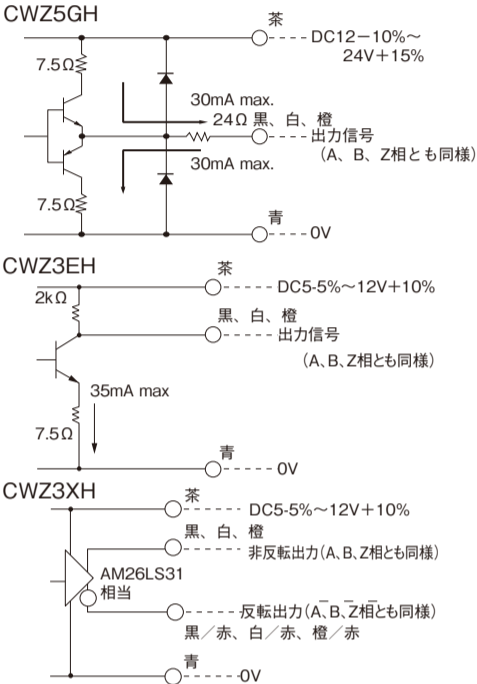 CWZ5GH
茶
DC12－10%～
24V＋15%
7.5Ω
30mA max.
24Ω 黒、白、橙
出力信号
（A、B、Z相とも同様）
30mA max.
7.5Ω
青
0V
CWZ3EH
茶
DC5-5%～12V＋10%
2kΩ
黒、白、橙
出力信号
（A、B、Z相とも同様）
35mA max
7.5Ω
青
0V
CWZ3XH
茶
DC5-5%～12V＋10%
黒、白、橙
非反転出力（A、B、Z相とも同様）
AM26LS31
相当
反転出力（A̅、B̅、Z̅相とも同様）
黒／赤、白／赤、橙／赤
青
0V